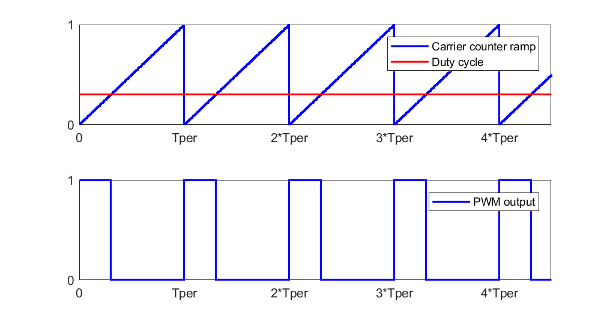 1
Carrier counter ramp
Duty cycle
0
0 Tper 2*Tper 3*Tper 4*Tper
1
PWM output
0
0 Tper 2*Tper 3*Tper 4*Tper